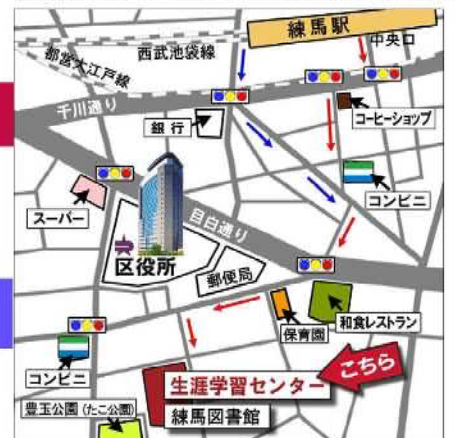 練馬駅
中央口
西武池袋線
都営大江戸線
千川通り
銀行
コーヒーショップ
コンビニ
スーパー
目白通り
区役所
郵便局
保育園
和食レストラン
コンビニ
こちら
生涯学習センター
練馬図書館
豊玉公園(たこ公園)